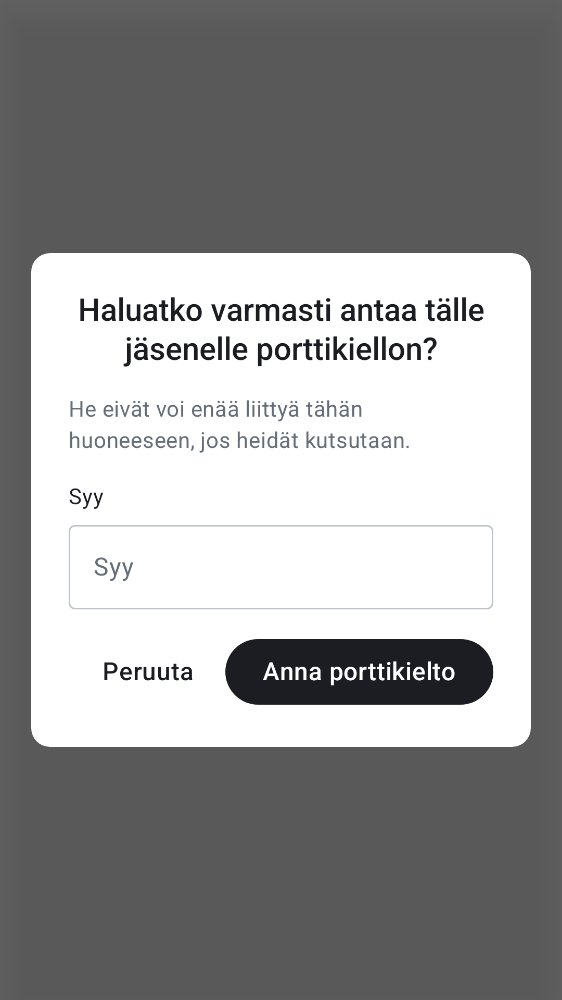 Haluatko varmasti antaa tälle
jäsenelle porttikiellon?
He eivät voi enää liittyä tähän
huoneeseen, jos heidät kutsutaan.
Syy
Syy
Peruuta
Anna porttikielto